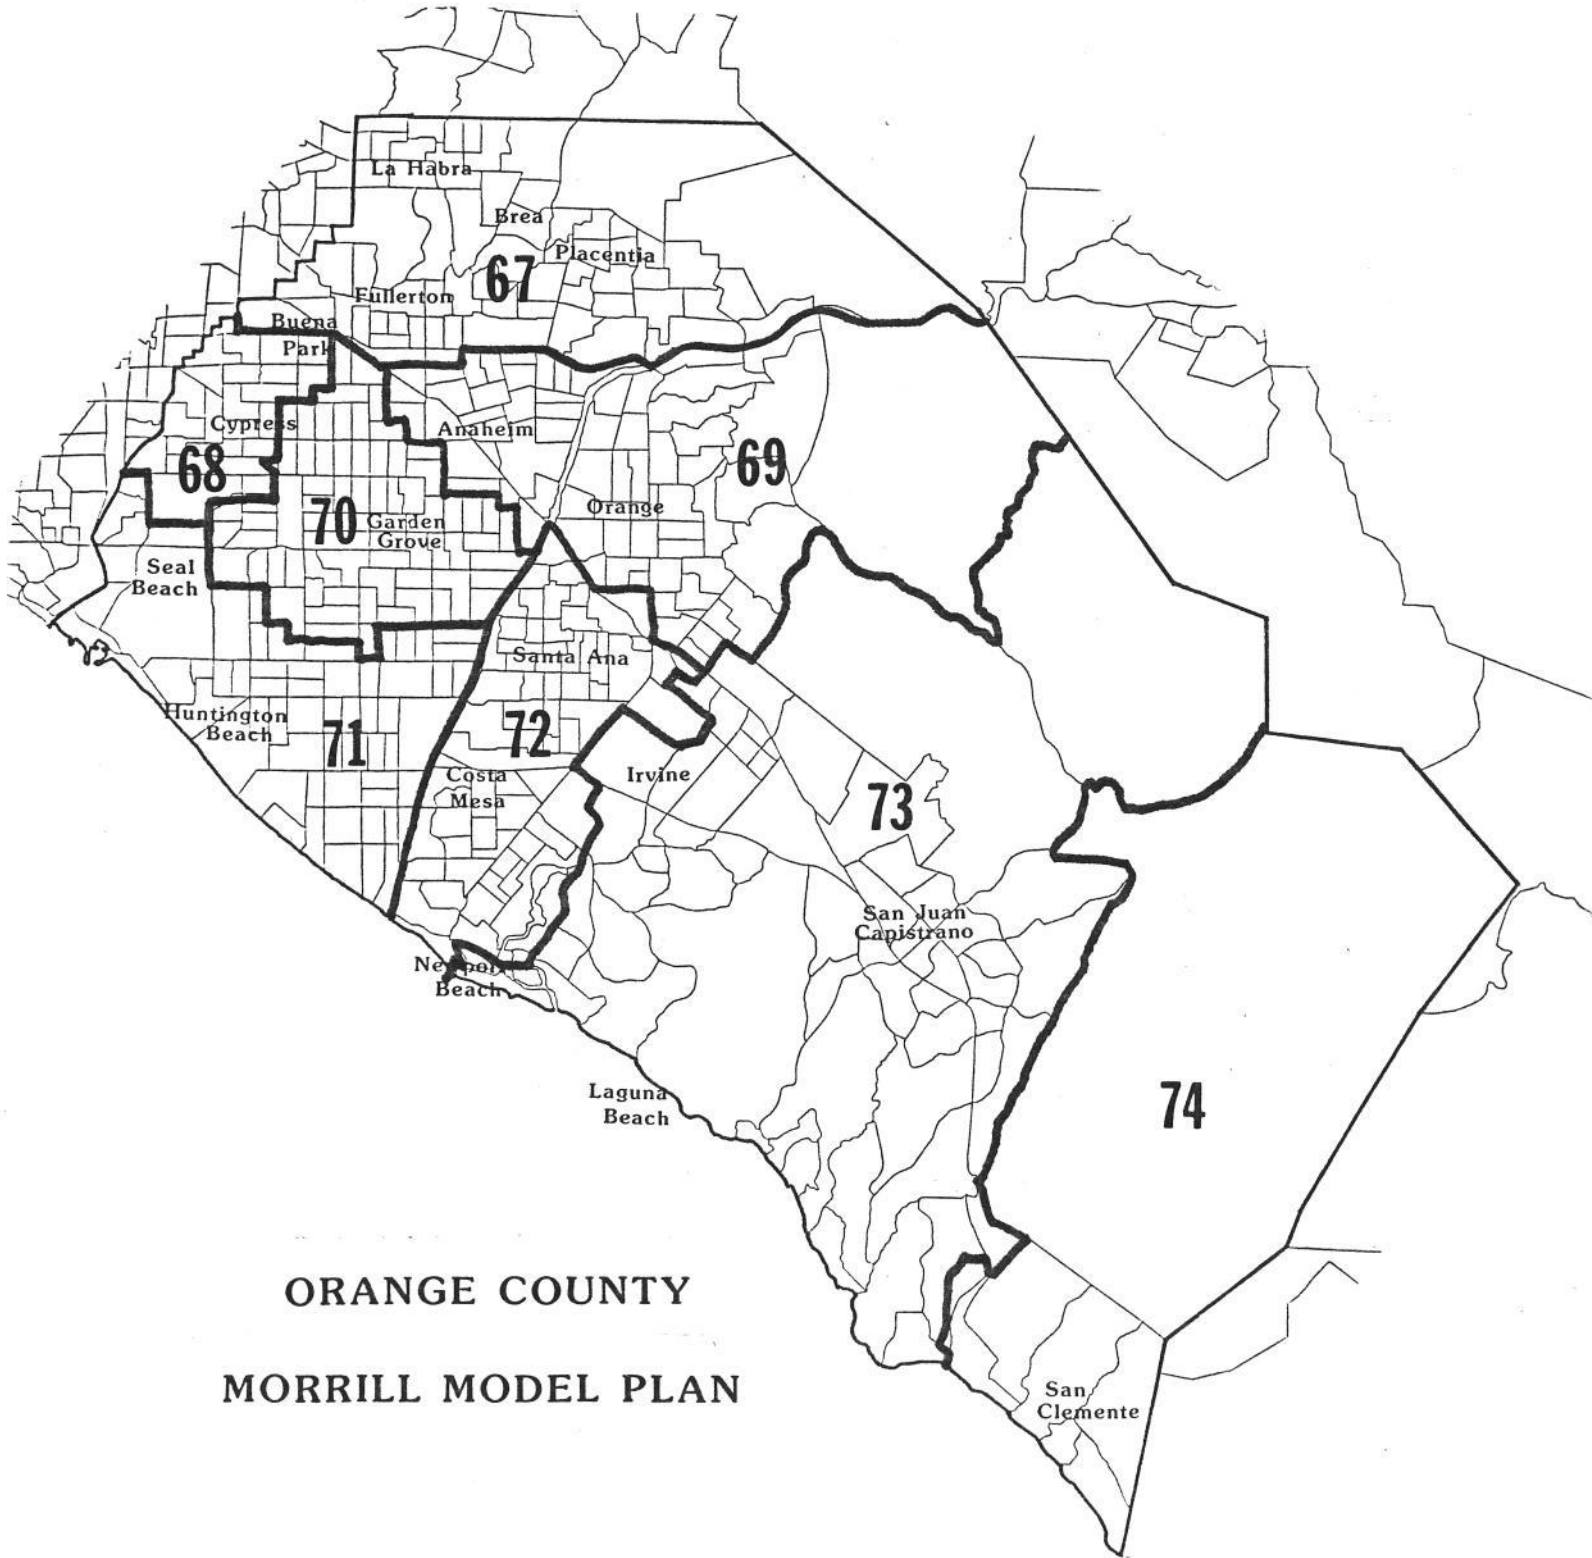 La Habra
Brea
Placentia
67
Fullerton
Buena
Park
Cypress
Anaheim
68
69
70
Garden
Grove
Orange
Seal
Beach
Santa Ana
Huntington
Beach
71
72
Costa
Mesa
Irvine
73
San Juan
Capistrano
Newport
Beach
Laguna
Beach
74
ORANGE COUNTY
MORRILL MODEL PLAN
San
Clemente